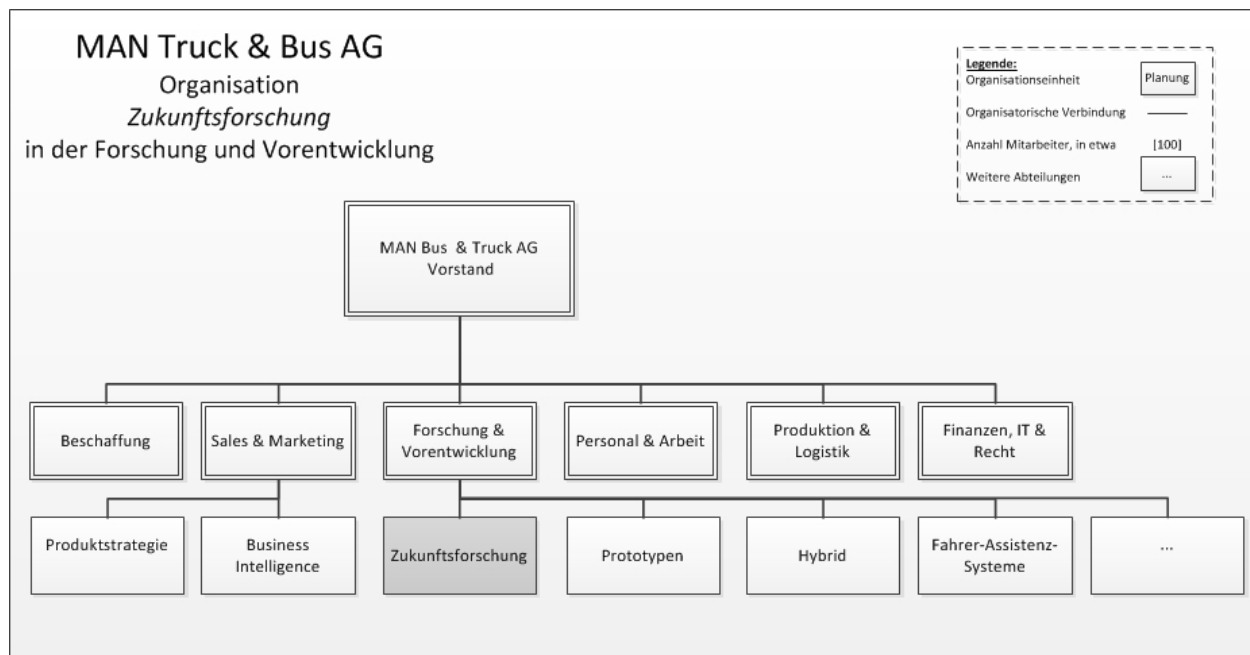 MAN Truck & Bus AG
Organisation
Zukunftsforschung
in der Forschung und Vorentwicklung
Legende:
Organisationseinheit
Planung
Organisatorische Verbindung
Anzahl Mitarbeiter, in etwa
[100]
Weitere Abteilungen
...
MAN Bus & Truck AG
Vorstand
Beschaffung
Sales & Marketing
Forschung &
Vorentwicklung
Personal & Arbeit
Produktion &
Logistik
Finanzen, IT &
Recht
Produktstrategie
Business
Intelligence
Zukunftsforschung
Prototypen
Hybrid
Fahrer-Assistenz-
Systeme
...